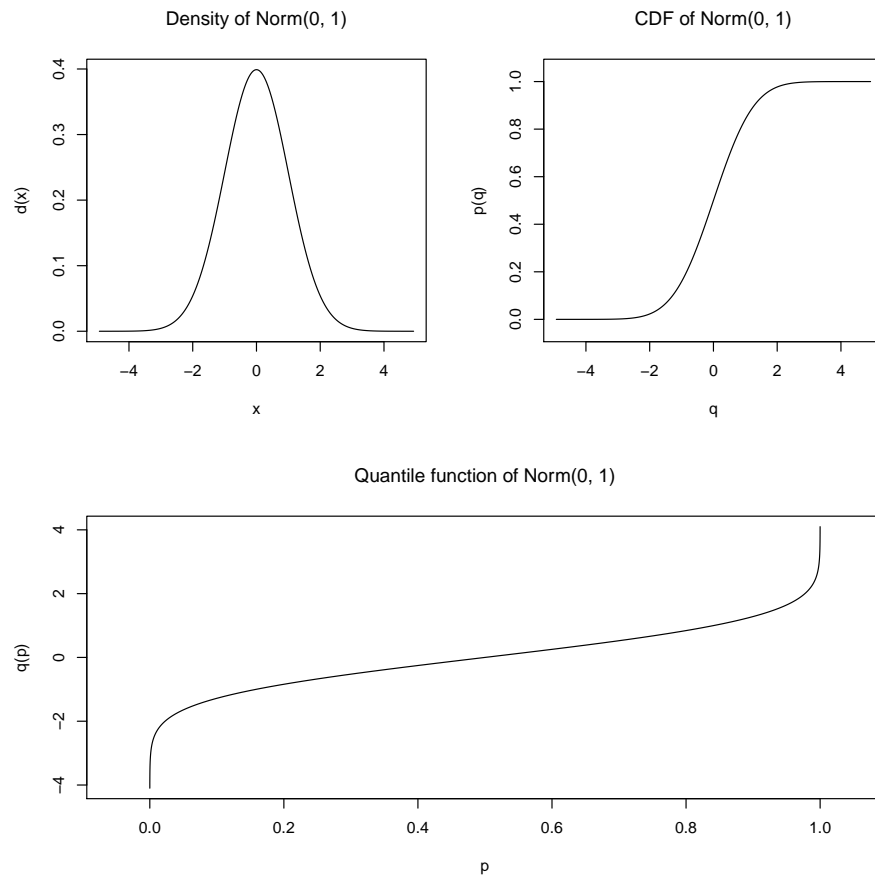 Density of Norm(0, 1)
d(x)
0.4
0.3
0.2
0.1
0.0
−4 −2 0 2 4
x
CDF of Norm(0, 1)
p(q)
1.0
0.8
0.6
0.4
0.2
0.0
−4 −2 0 2 4
q
Quantile function of Norm(0, 1)
q(p)
4
2
0
−2
−4
0.0 0.2 0.4 0.6 0.8 1.0
p